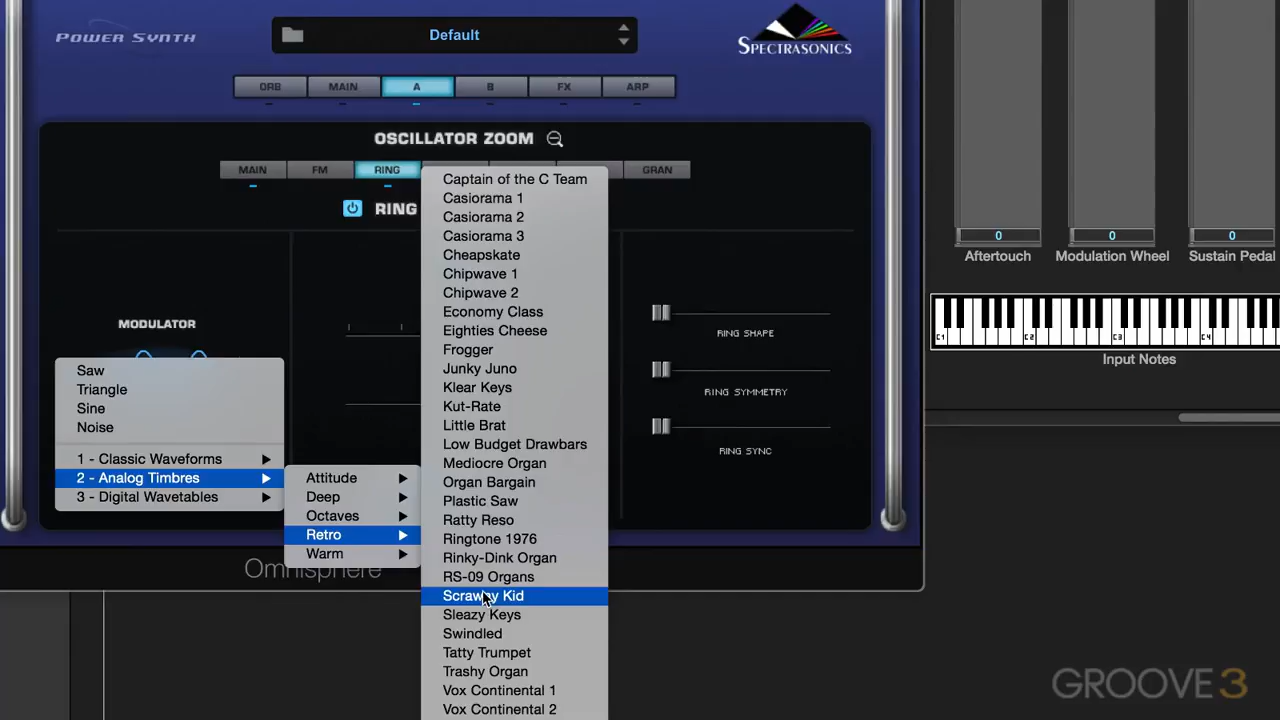 POWER SYNTH
Default
SPECTRASONICS
ORB MAIN A B FX ARP
OSCILLATOR ZOOM
MAIN FM RING GRAN
RING
MODULATOR
RING SHAPE
RING SYMMETRY
RING SYNC
Saw
Triangle
Sine
Noise
1 - Classic Waveforms
2 - Analog Timbres
3 - Digital Wavetables
Attitude
Deep
Octaves
Retro
Warm
Captain of the C Team
Casiorama 1
Casiorama 2
Casiorama 3
Cheapskate
Chipwave 1
Chipwave 2
Economy Class
Eighties Cheese
Frogger
Junky Juno
Klear Keys
Kut-Rate
Little Brat
Low Budget Drawbars
Mediocre Organ
Organ Bargain
Plastic Saw
Ratty Reso
Ringtone 1976
Rinky-Dink Organ
RS-09 Organs
Scrawny Kid
Sleazy Keys
Swindled
Tatty Trumpet
Trashy Organ
Vox Continental 1
Vox Continental 2
Omnisphere
0 0 0
Aftertouch Modulation Wheel Sustain Pedal
C1 C2 C3 C4
Input Notes
GROOVE3